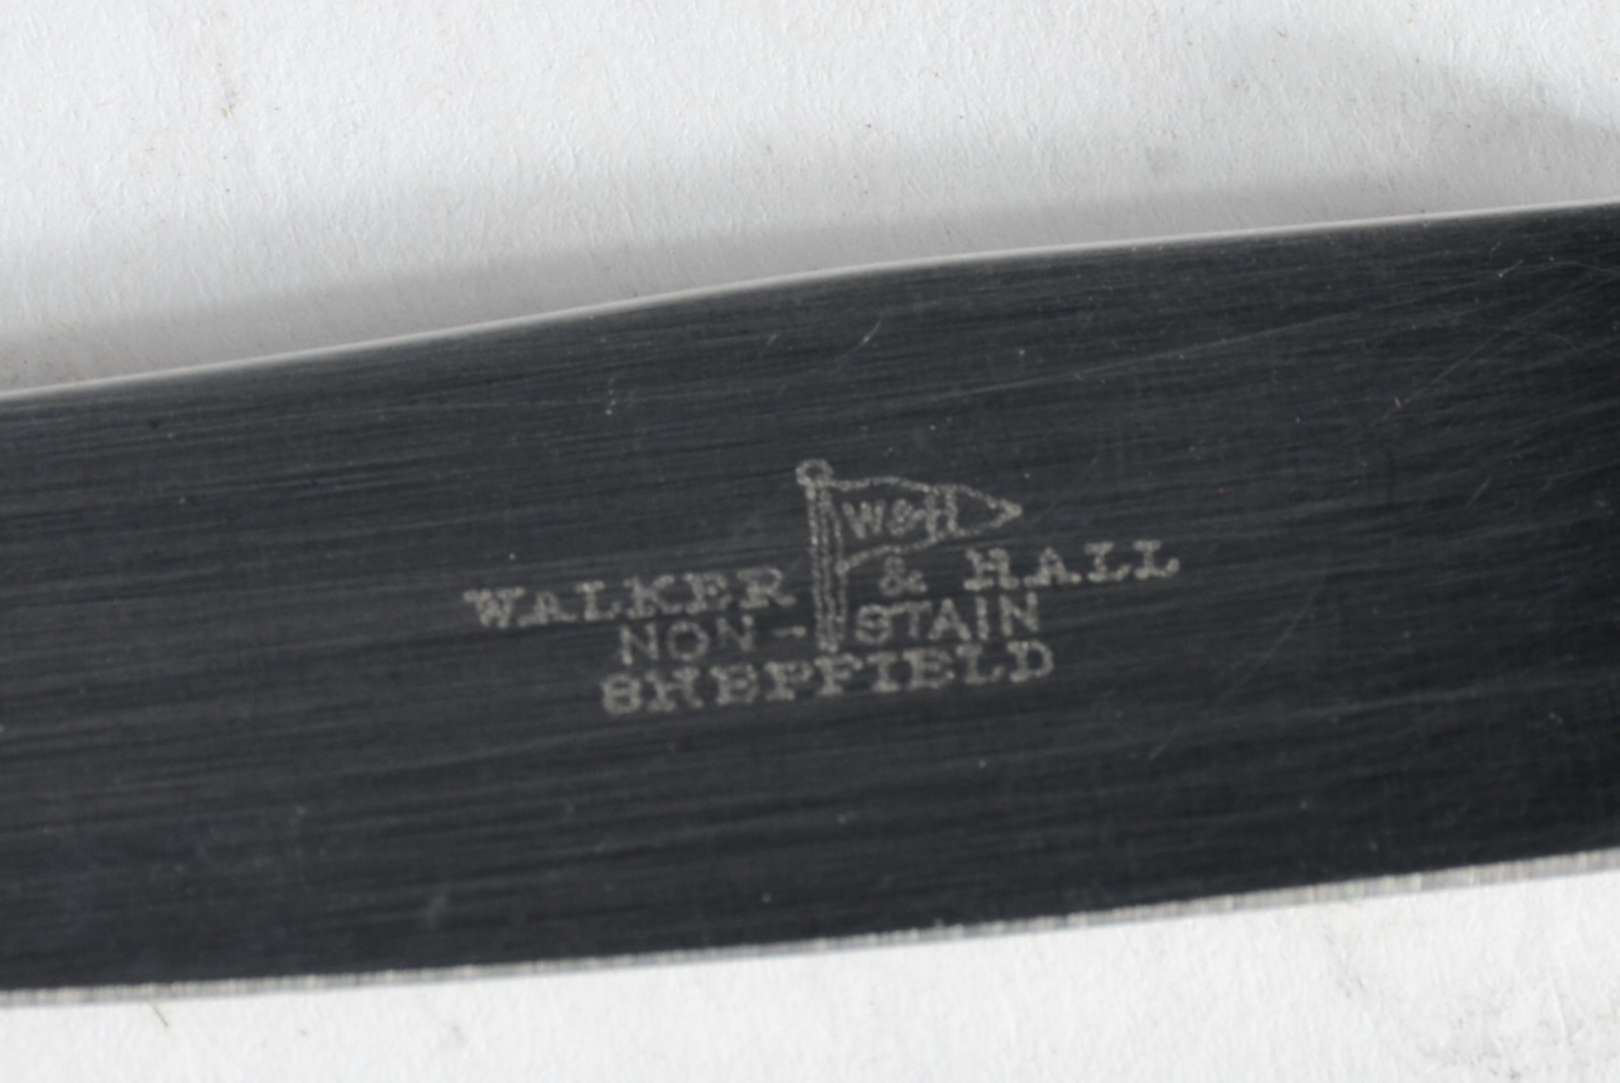 W&H
WALKER & HALL
NON-STAIN
SHEFFIELD